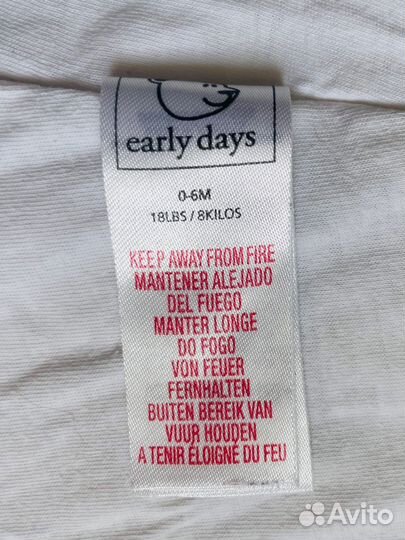 early days
0-6M
18LBS / 8KILOS
KEEP AWAY FROM FIRE
MANTENER ALEJADO
DEL FUEGO
MANTER LONGE
DO FOGO
VON FEUER
FERNHALTEN
BUITEN BEREIK VAN
VUUR HOUDEN
A TENIR ÉLOIGNÉ DU FEU
Avito